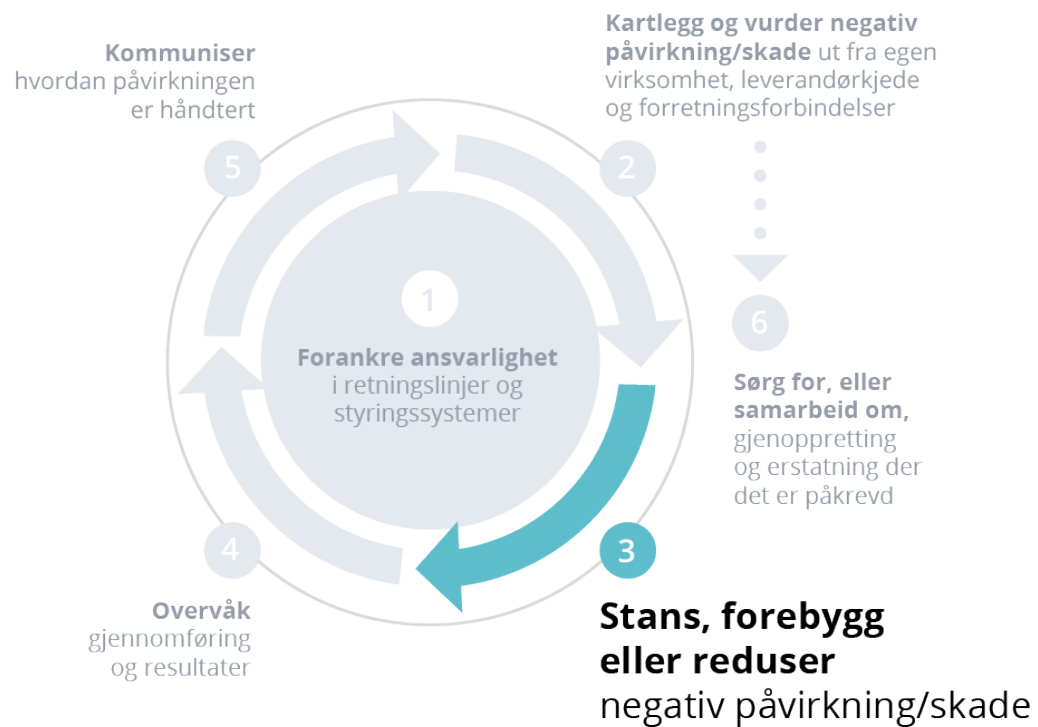 1
Forankre ansvarlighet
i retningslinjer og
styringssystemer
2
Kartlegg og vurder negativ
påvirkning/skade ut fra egen
virksomhet, leverandørkjede
og forretningsforbindelser
3
Stans, forebygg
eller reduser
negativ påvirkning/skade
4
Overvåk
gjennomføring
og resultater
5
Kommuniser
hvordan påvirkningen
er håndtert
6
Sørg for, eller
samarbeid om,
gjenoppretting
og erstatning der
det er påkrevd